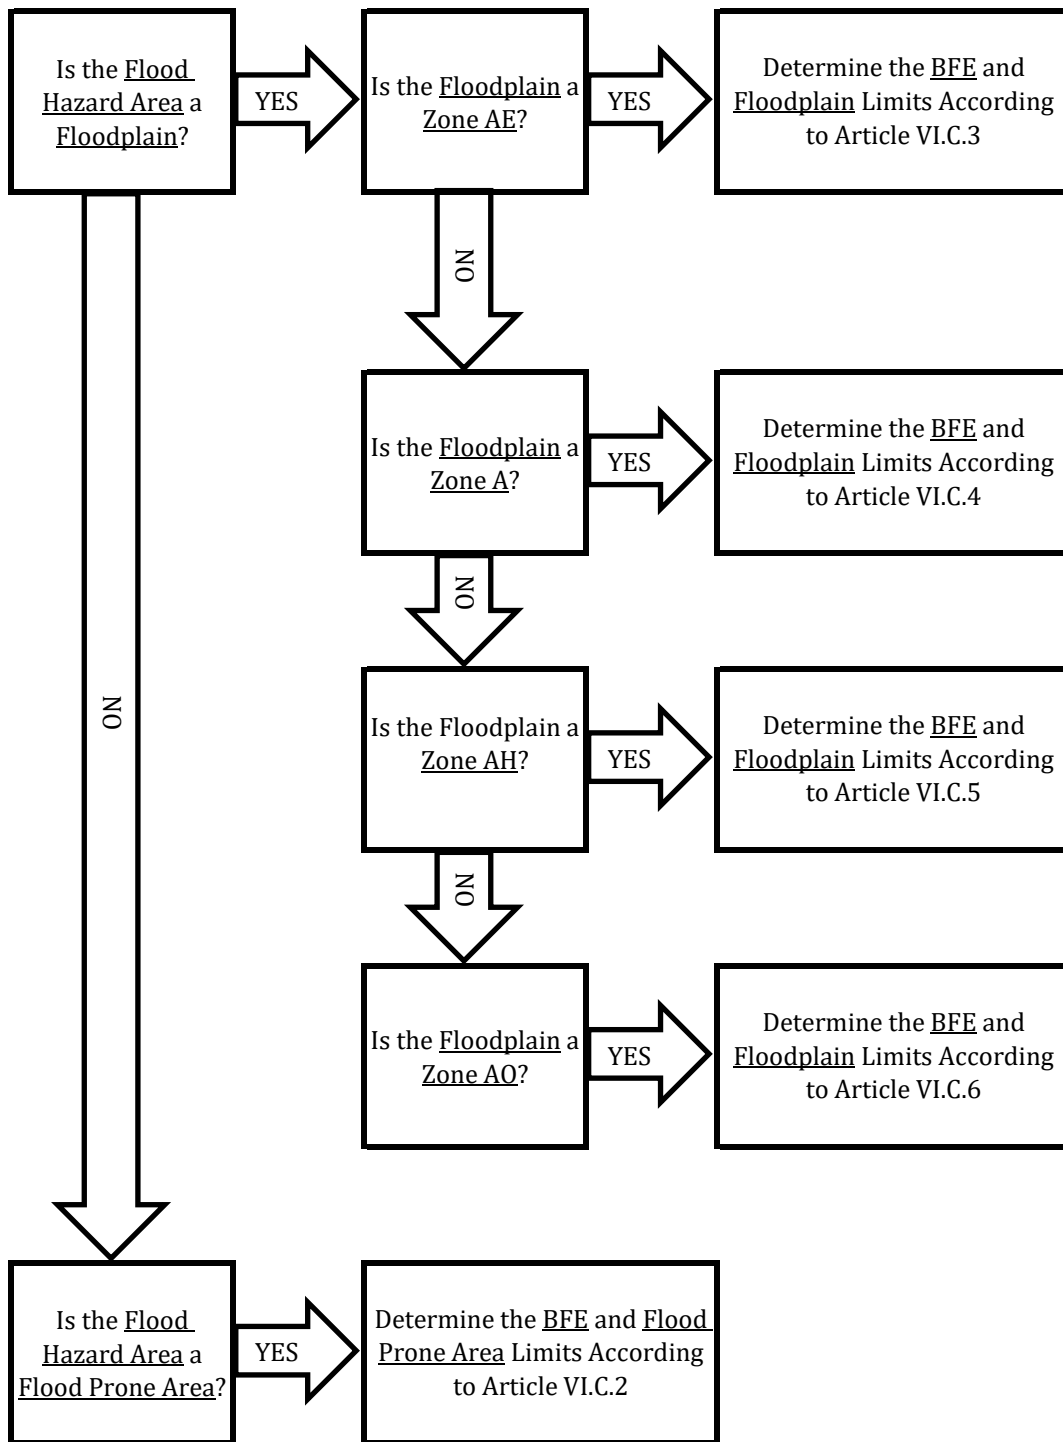 Is the Flood
Hazard Area a
Floodplain?
YES
Is the Floodplain a
Zone AE?
YES
Determine the BFE and
Floodplain Limits According
to Article VI.C.3
NO
Is the Floodplain a
Zone A?
YES
Determine the BFE and
Floodplain Limits According
to Article VI.C.4
NO
NO
Is the Floodplain a
Zone AH?
YES
Determine the BFE and
Floodplain Limits According
to Article VI.C.5
NO
Is the Floodplain a
Zone AO?
YES
Determine the BFE and
Floodplain Limits According
to Article VI.C.6
Is the Flood
Hazard Area a
Flood Prone Area?
YES
Determine the BFE and Flood
Prone Area Limits According
to Article VI.C.2